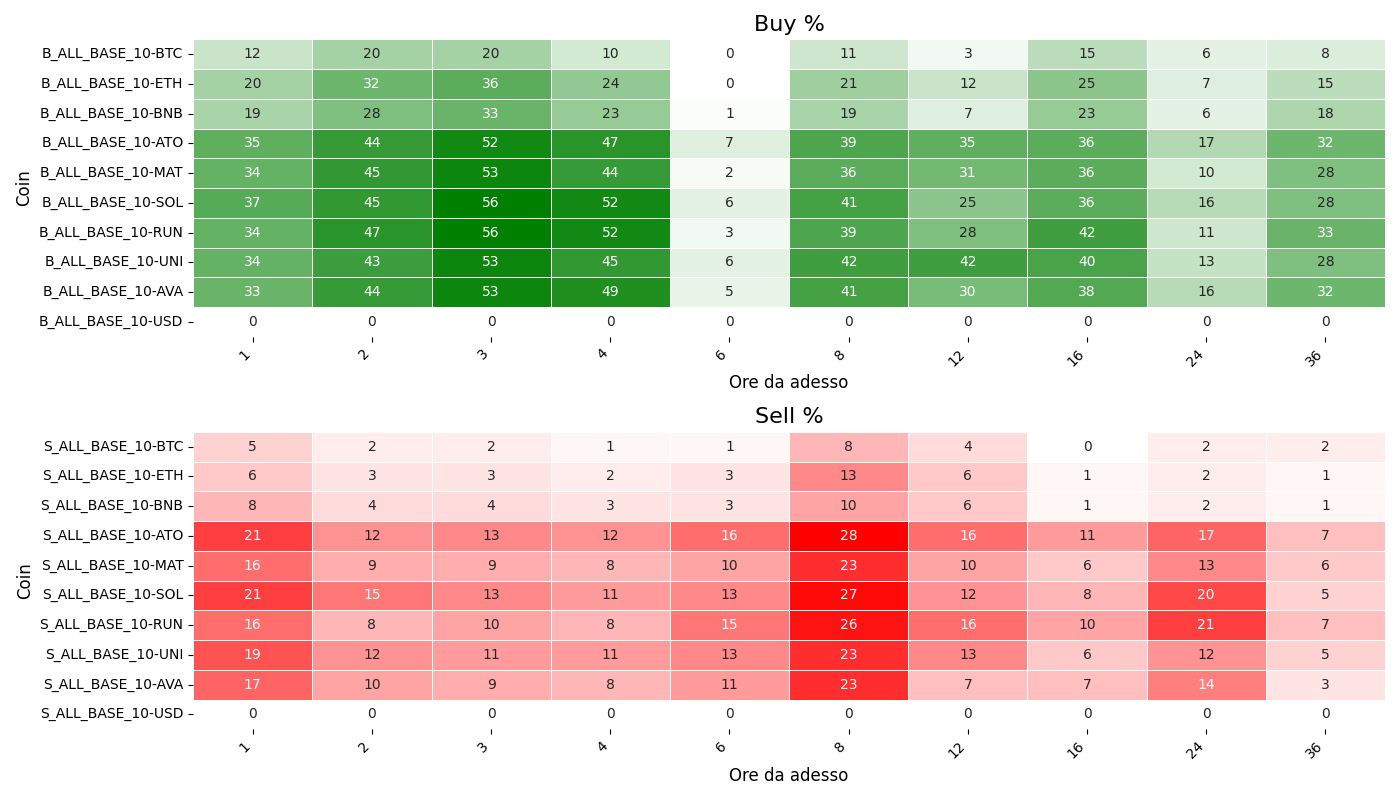 Buy %
Coin
B_ALL_BASE_10-BTC 12 20 20 10 0 11 3 15 6 8
B_ALL_BASE_10-ETH 20 32 36 24 0 21 12 25 7 15
B_ALL_BASE_10-BNB 19 28 33 23 1 19 7 23 6 18
B_ALL_BASE_10-ATO 35 44 52 47 7 39 35 36 17 32
B_ALL_BASE_10-MAT 34 45 53 44 2 36 31 36 10 28
B_ALL_BASE_10-SOL 37 45 56 52 6 41 25 36 16 28
B_ALL_BASE_10-RUN 34 47 56 52 3 39 28 42 11 33
B_ALL_BASE_10-UNI 34 43 53 45 6 42 42 40 13 28
B_ALL_BASE_10-AVA 33 44 53 49 5 41 30 38 16 32
B_ALL_BASE_10-USD 0 0 0 0 0 0 0 0 0 0
1 2 3 4 6 8 12 16 24 36
Ore da adesso
Sell %
Coin
S_ALL_BASE_10-BTC 5 2 2 1 1 8 4 0 2 2
S_ALL_BASE_10-ETH 6 3 3 2 3 13 6 1 2 1
S_ALL_BASE_10-BNB 8 4 4 3 3 10 6 1 2 1
S_ALL_BASE_10-ATO 21 12 13 12 16 28 16 11 17 7
S_ALL_BASE_10-MAT 16 9 9 8 10 23 10 6 13 6
S_ALL_BASE_10-SOL 21 15 13 11 13 27 12 8 20 5
S_ALL_BASE_10-RUN 16 8 10 8 15 26 16 10 21 7
S_ALL_BASE_10-UNI 19 12 11 11 13 23 13 6 12 5
S_ALL_BASE_10-AVA 17 10 9 8 11 23 7 7 14 3
S_ALL_BASE_10-USD 0 0 0 0 0 0 0 0 0 0
1 2 3 4 6 8 12 16 24 36
Ore da adesso